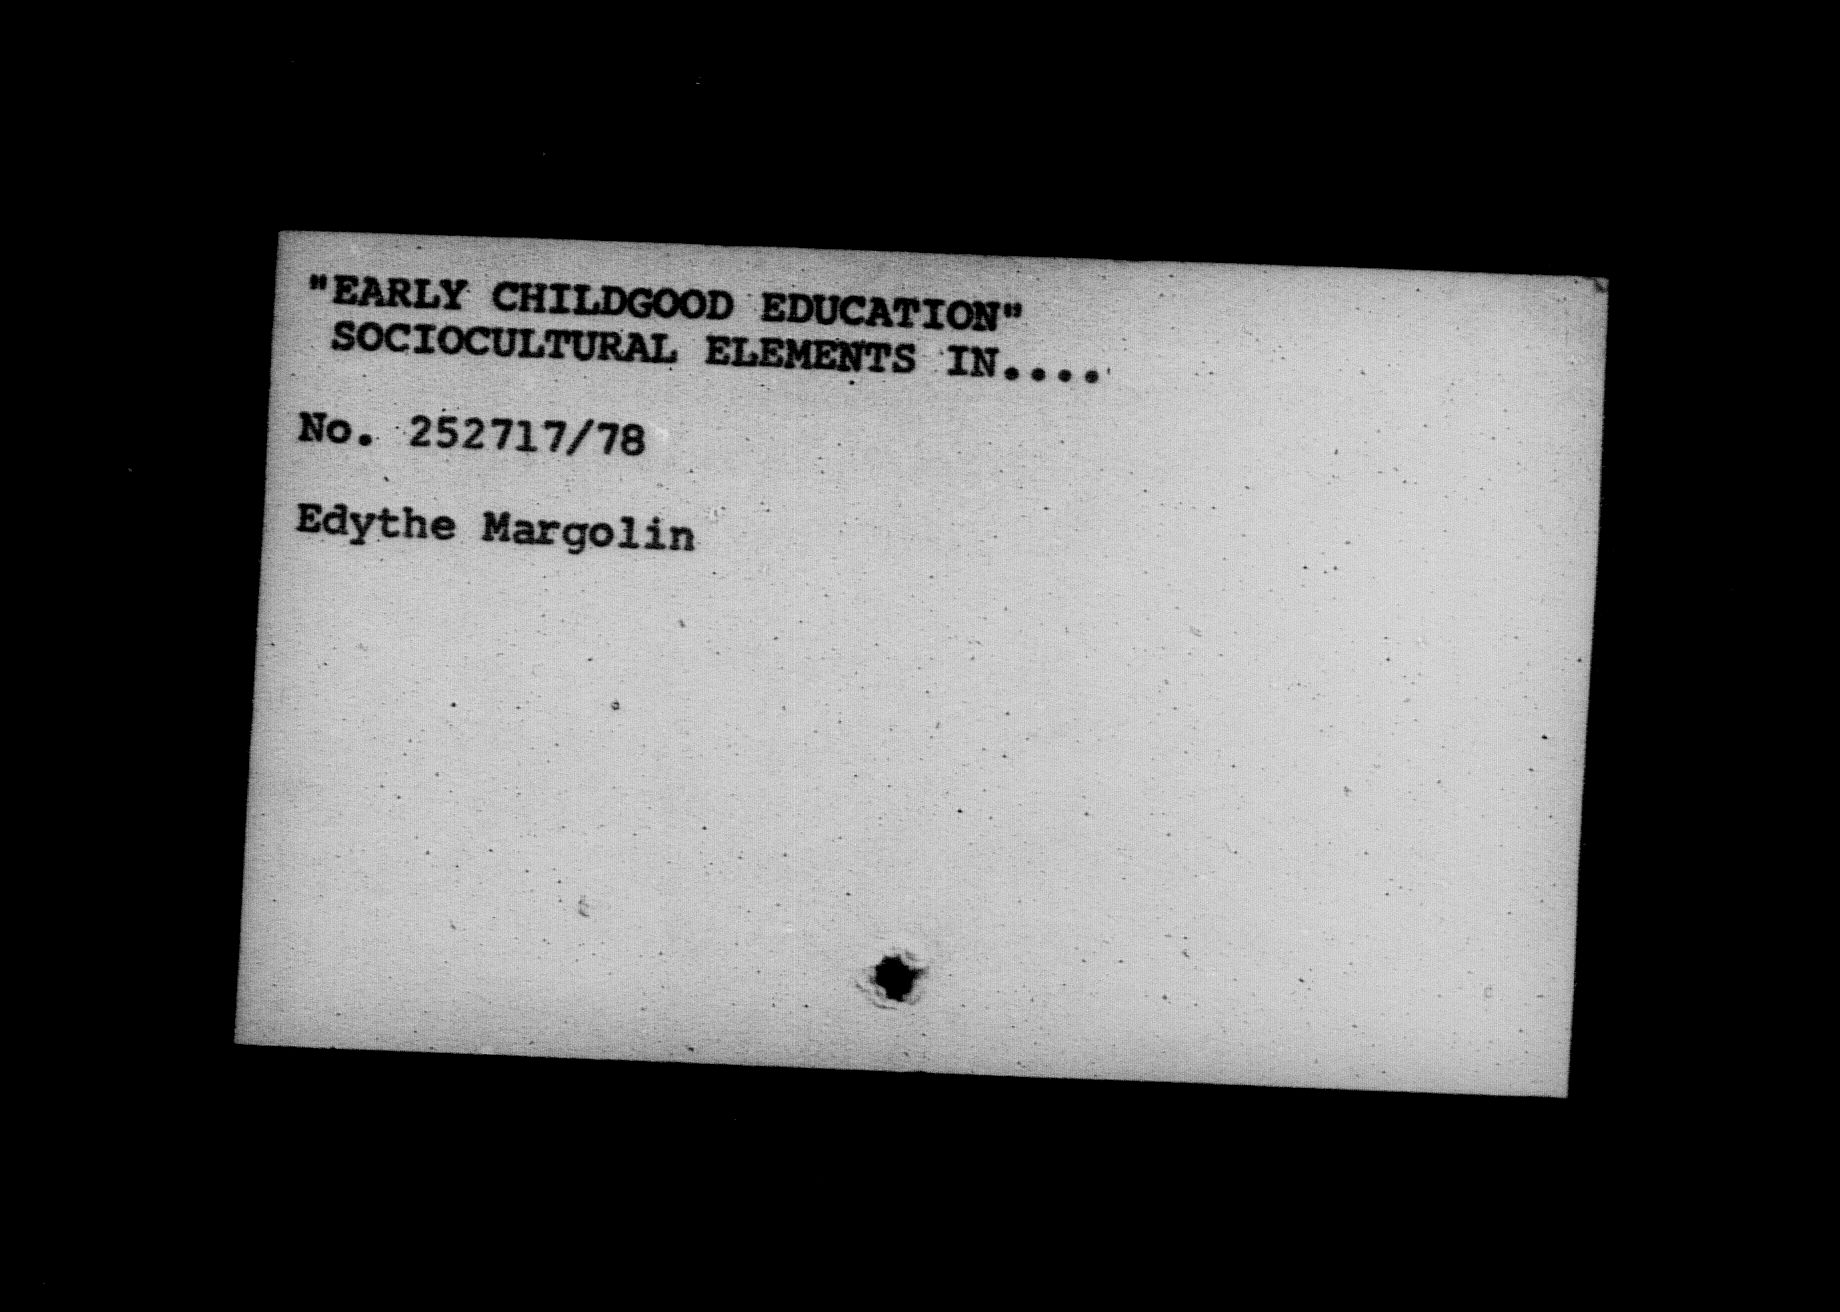 "EARLY CHILDGOOD EDUCATION"
SOCIOCULTURAL ELEMENTS IN....
No. 252717/78
Edythe Margolin